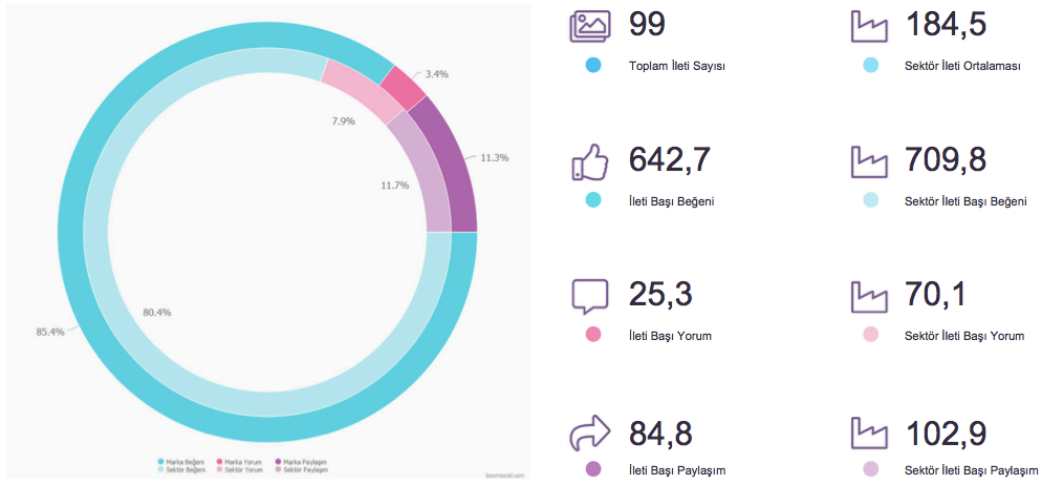 3.4%
7.9%
11.3%
11.7%
80.4%
85.4%
Marka Beğeni Marka Yorum Marka Paylaşım
Sektör Beğeni Sektör Yorum Sektör Paylaşım
boomsocial.com
99 184,5
Toplam İleti Sayısı Sektör İleti Ortalaması
642,7 709,8
İleti Başı Beğeni Sektör İleti Başı Beğeni
25,3 70,1
İleti Başı Yorum Sektör İleti Başı Yorum
84,8 102,9
İleti Başı Paylaşım Sektör İleti Başı Paylaşım